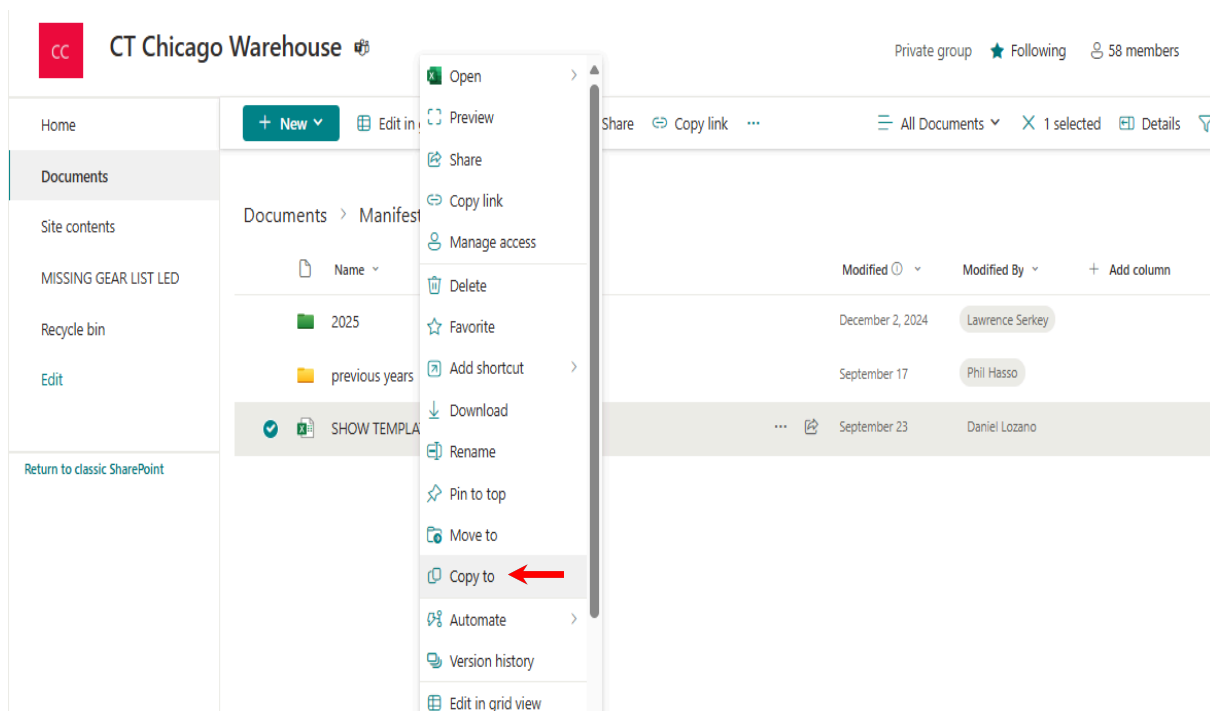 CC
CT Chicago Warehouse
Private group
Following
58 members
Home
Documents
Site contents
MISSING GEAR LIST LED
Recycle bin
Edit
Return to classic SharePoint
+ New
Edit in
Share
Copy link
...
All Documents
1 selected
Details
Documents > Manifest
Name
Modified
Modified By
+ Add column
2025
December 2, 2024
Lawrence Serkey
previous years
September 17
Phil Hasso
SHOW TEMPLA
...
September 23
Daniel Lozano
Open
Preview
Share
Copy link
Manage access
Delete
Favorite
Add shortcut
Download
Rename
Pin to top
Move to
Copy to
Automate
Version history
Edit in grid view